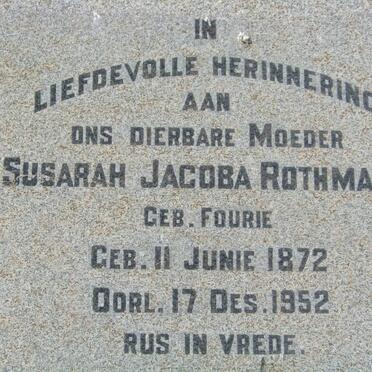 IN
LIEFDEVOLLE HERINNERING
AAN
ONS DIERBARE MOEDER
SUSARAH JACOBA ROTHMA
GEB. FOURIE
GEB. 11 JUNIE 1872
OORL. 17 DES. 1952
RUS IN VREDE.